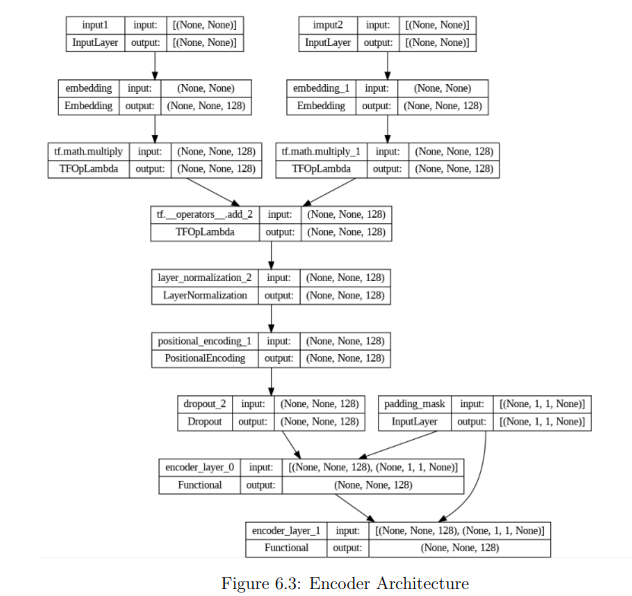 input1 input: [(None, None)]
InputLayer output: [(None, None)]
imput2 input: [(None, None)]
InputLayer output: [(None, None)]
embedding input: (None, None)
Embedding output: (None, None, 128)
embedding_1 input: (None, None)
Embedding output: (None, None, 128)
tf.math.multiply input: (None, None, 128)
TFOpLambda output: (None, None, 128)
tf.math.multiply_1 input: (None, None, 128)
TFOpLambda output: (None, None, 128)
tf.__operators__.add_2 input: (None, None, 128)
TFOpLambda output: (None, None, 128)
layer_normalization_2 input: (None, None, 128)
LayerNormalization output: (None, None, 128)
positional_encoding_1 input: (None, None, 128)
PositionalEncoding output: (None, None, 128)
dropout_2 input: (None, None, 128)
Dropout output: (None, None, 128)
padding_mask input: [(None, 1, 1, None)]
InputLayer output: [(None, 1, 1, None)]
encoder_layer_0 input: [(None, None, 128), (None, 1, 1, None)]
Functional output: (None, None, 128)
encoder_layer_1 input: [(None, None, 128), (None, 1, 1, None)]
Functional output: (None, None, 128)
Figure 6.3: Encoder Architecture